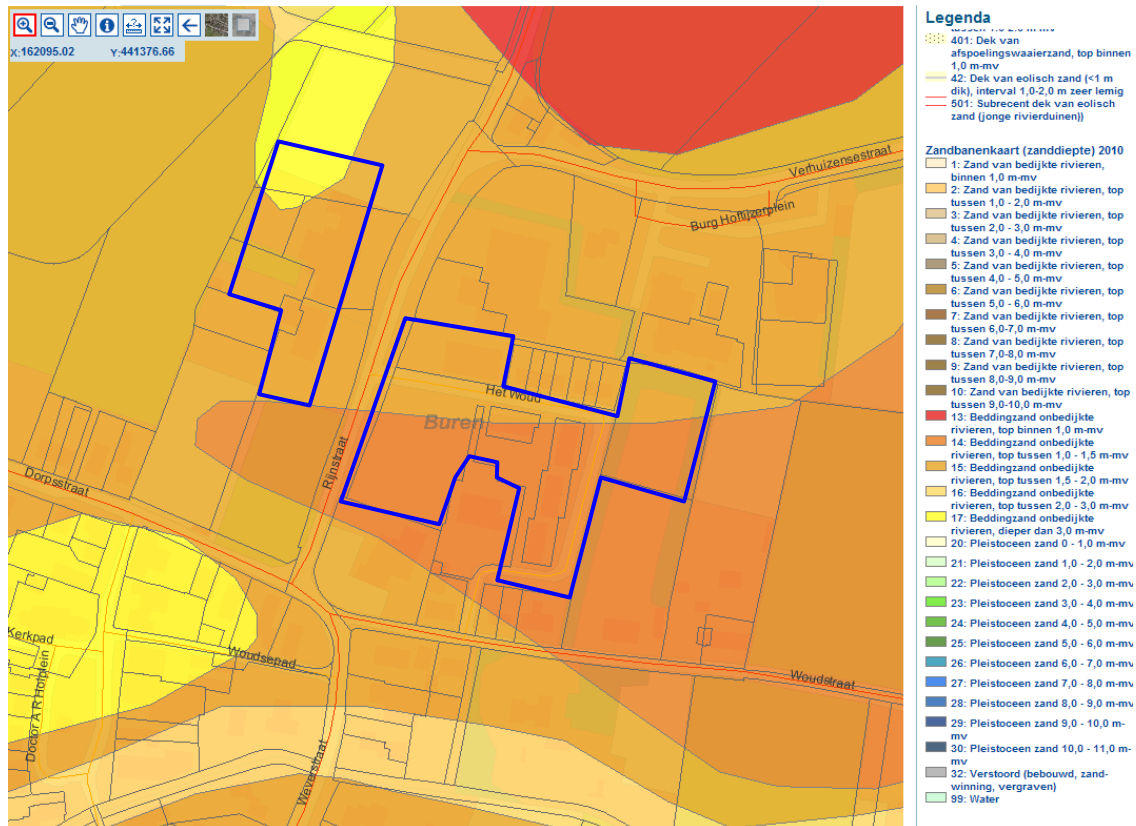 X:162095.02 Y:441376.66
Verhuizensestraat
Burg Hoftijzerplein
Het Woud
Buren
Rijnstraat
Dorpsstraat
Kerkpad
Woudsepad
Doctor A R Holplein
Weverstraat
Woudstraat
Legenda
tussen 1.0-2.0 m-mv
401: Dek van
afspoelingswaaierzand, top binnen
1,0 m-mv
42: Dek van eolisch zand (<1 m
dik), interval 1,0-2,0 m zeer lemig
501: Subrecent dek van eolisch
zand (jonge rivierduinen))
Zandbanenkaart (zanddiepte) 2010
1: Zand van bedijkte rivieren,
binnen 1,0 m-mv
2: Zand van bedijkte rivieren, top
tussen 1,0 - 2,0 m-mv
3: Zand van bedijkte rivieren, top
tussen 2,0 - 3,0 m-mv
4: Zand van bedijkte rivieren, top
tussen 3,0 - 4,0 m-mv
5: Zand van bedijkte rivieren, top
tussen 4,0 - 5,0 m-mv
6: Zand van bedijkte rivieren, top
tussen 5,0 - 6,0 m-mv
7: Zand van bedijkte rivieren, top
tussen 6,0-7,0 m-mv
8: Zand van bedijkte rivieren, top
tussen 7,0-8,0 m-mv
9: Zand van bedijkte rivieren, top
tussen 8,0-9,0 m-mv
10: Zand van bedijkte rivieren, top
tussen 9,0-10,0 m-mv
13: Beddingzand onbedijkte
rivieren, top binnen 1,0 m-mv
14: Beddingzand onbedijkte
rivieren, top tussen 1,0 - 1,5 m-mv
15: Beddingzand onbedijkte
rivieren, top tussen 1,5 - 2,0 m-mv
16: Beddingzand onbedijkte
rivieren, top tussen 2,0 - 3,0 m-mv
17: Beddingzand onbedijkte
rivieren, dieper dan 3,0 m-mv
20: Pleistoceen zand 0 - 1,0 m-mv
21: Pleistoceen zand 1,0 - 2,0 m-mv
22: Pleistoceen zand 2,0 - 3,0 m-mv
23: Pleistoceen zand 3,0 - 4,0 m-mv
24: Pleistoceen zand 4,0 - 5,0 m-mv
25: Pleistoceen zand 5,0 - 6,0 m-mv
26: Pleistoceen zand 6,0 - 7,0 m-mv
27: Pleistoceen zand 7,0 - 8,0 m-mv
28: Pleistoceen zand 8,0 - 9,0 m-mv
29: Pleistoceen zand 9,0 - 10,0 m-
mv
30: Pleistoceen zand 10,0 - 11,0 m-
mv
32: Verstoord (bebouwd, zand-
winning, vergraven)
99: Water